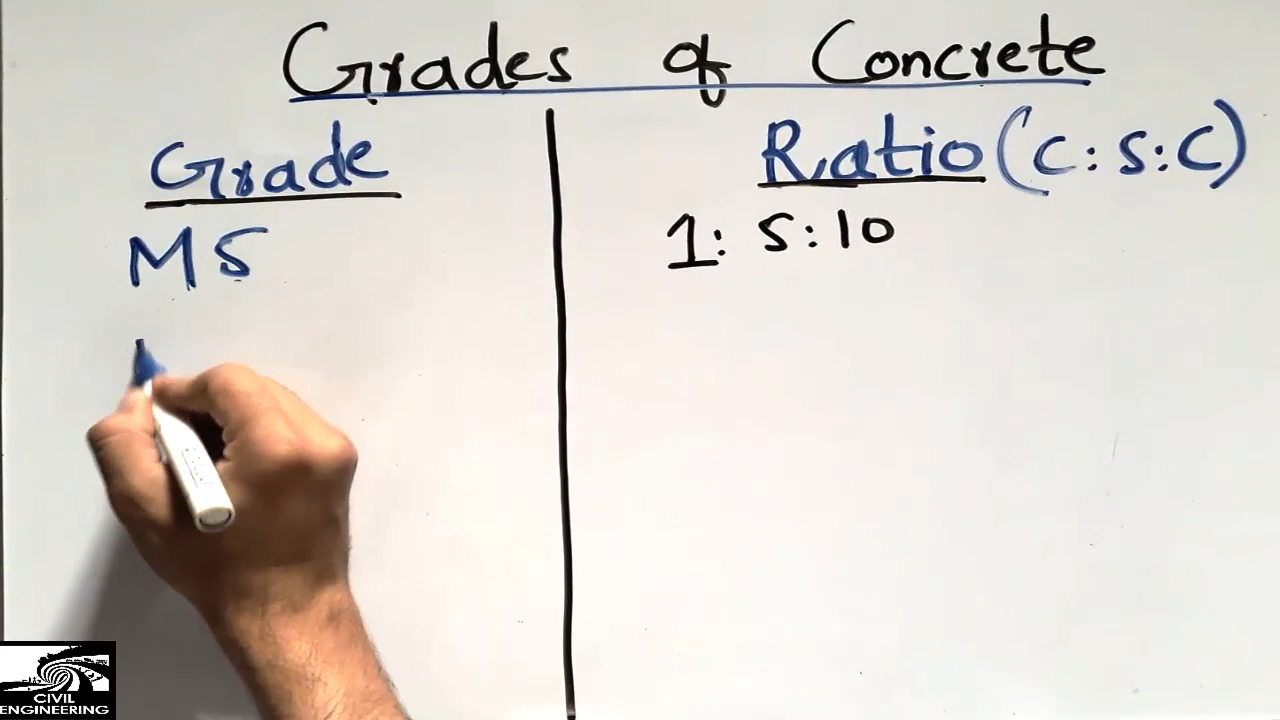 Grades of Concrete
Grade
Ratio (C:S:C)
M5
1:5:10
CIVIL
ENGINEERING